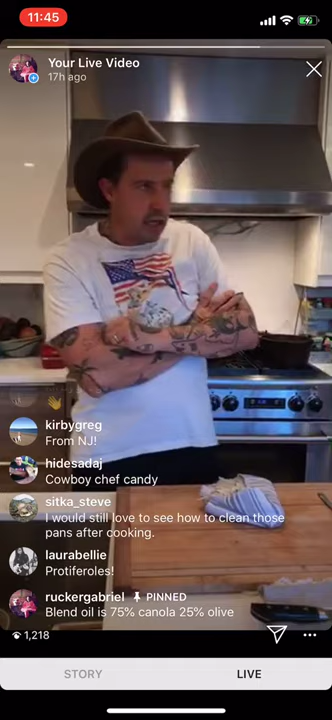 11:45
Your Live Video
17h ago
kirbygreg
From NJ!
hidesadaj
Cowboy chef candy
sitka_steve
I would still love to see how to clean those
pans after cooking.
laurabellie
Protiferoles!
ruckergabriel PINNED
Blend oil is 75% canola 25% olive
1,218
STORY
LIVE